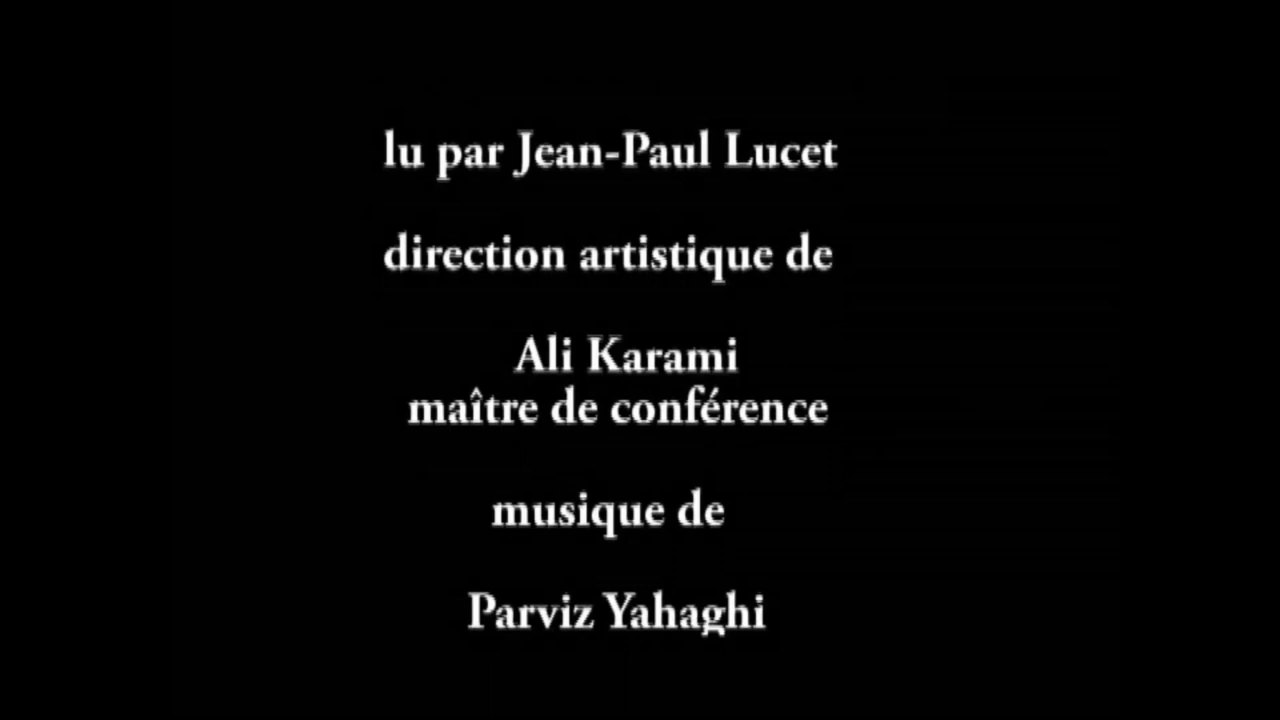 lu par Jean-Paul Lucet
direction artistique de
Ali Karami
maître de conférence
musique de
Parviz Yahaghi